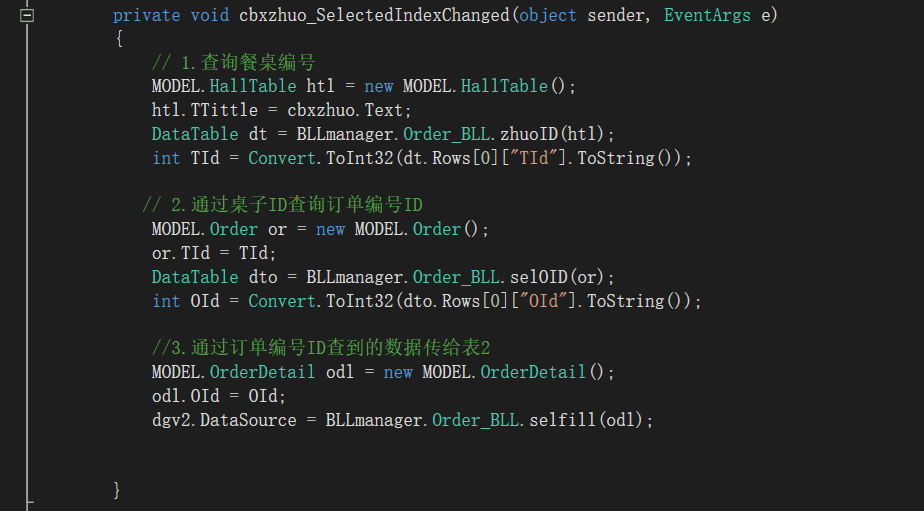 private void cbxzhuo_SelectedIndexChanged(object sender, EventArgs e)
{
// 1.查询餐桌编号
MODEL.HallTable htl = new MODEL.HallTable();
htl.TTittle = cbxzhuo.Text;
DataTable dt = BLLmanager.Order_BLL.zhuoID(htl);
int TId = Convert.ToInt32(dt.Rows[0]["TId"].ToString());
// 2.通过桌子ID查询订单编号ID
MODEL.Order or = new MODEL.Order();
or.TId = TId;
DataTable dto = BLLmanager.Order_BLL.selOID(or);
int OId = Convert.ToInt32(dto.Rows[0]["OId"].ToString());
//3.通过订单编号ID查到的数据传给表2
MODEL.OrderDetail odl = new MODEL.OrderDetail();
odl.OId = OId;
dgv2.DataSource = BLLmanager.Order_BLL.selfill(odl);
}